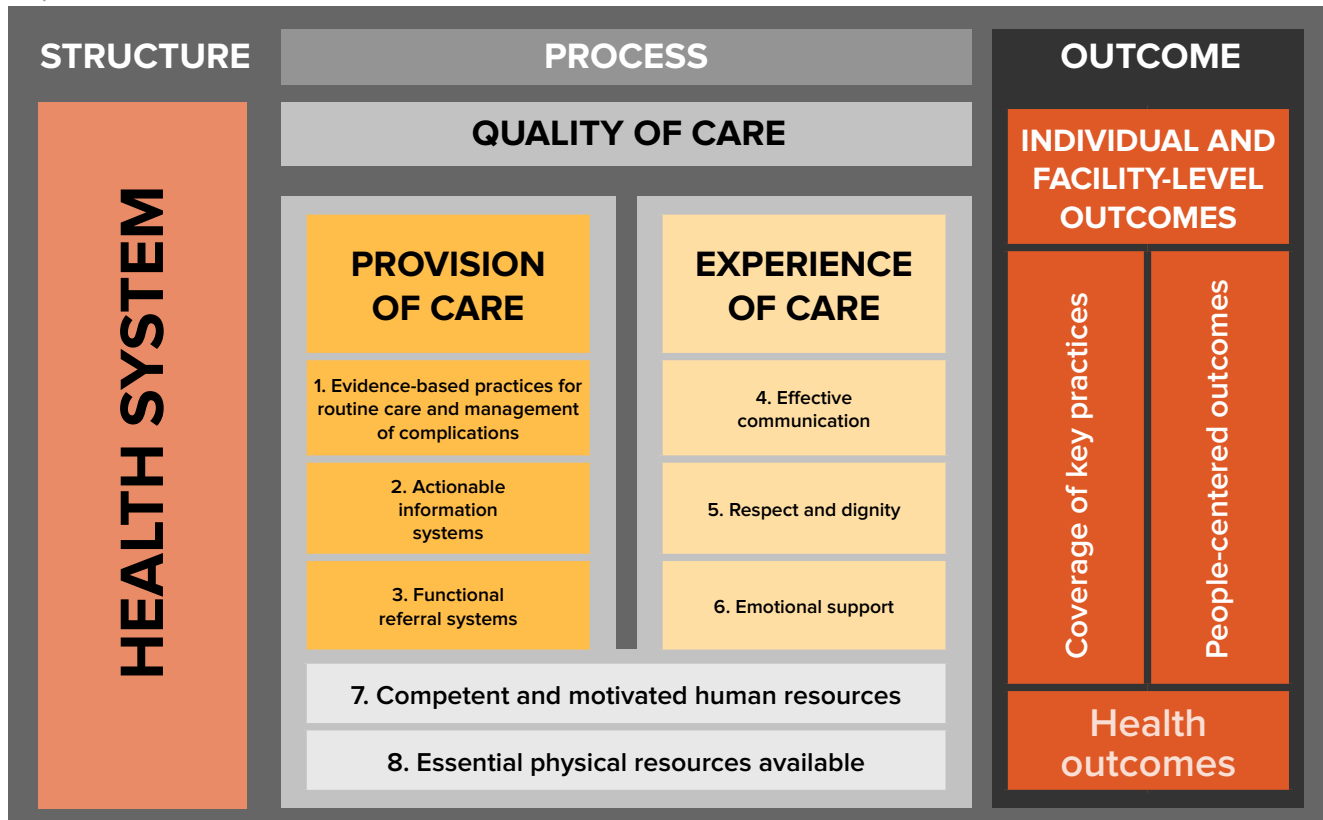 STRUCTURE
PROCESS
OUTCOME
HEALTH SYSTEM
QUALITY OF CARE
PROVISION
OF CARE
1. Evidence-based practices for
routine care and management
of complications
2. Actionable
information
systems
3. Functional
referral systems
EXPERIENCE
OF CARE
4. Effective
communication
5. Respect and dignity
6. Emotional support
7. Competent and motivated human resources
8. Essential physical resources available
INDIVIDUAL AND
FACILITY-LEVEL
OUTCOMES
Coverage of key practices
People-centered outcomes
Health
outcomes